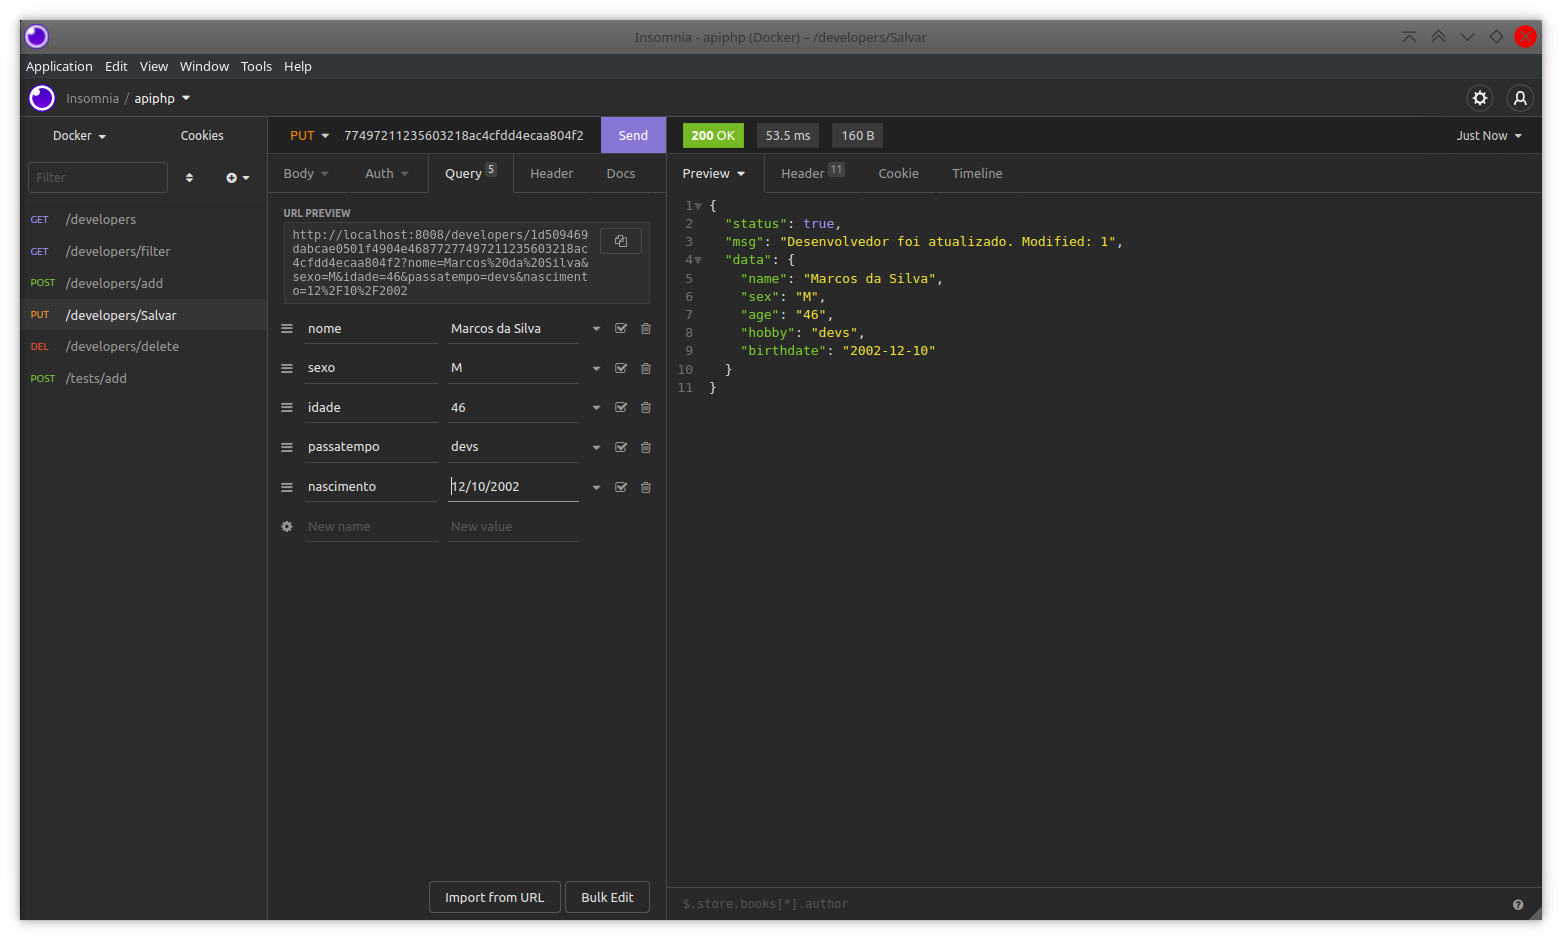 Insomnia - apiphp (Docker) – /developers/Salvar
Application Edit View Window Tools Help
Insomnia / apiphp
Docker Cookies
Filter
GET /developers
GET /developers/filter
POST /developers/add
PUT /developers/Salvar
DEL /developers/delete
POST /tests/add
PUT 77497211235603218ac4cfdd4ecaa804f2 Send
Body Auth Query 5 Header Docs
URL PREVIEW
http://localhost:8008/developers/1d509469
dabcae0501f4904e46877277497211235603218ac
4cfdd4ecaa804f2?nome=Marcos%20da%20Silva&
sexo=M&idade=46&passatempo=devs&nasciment
o=12%2F10%2F2002
nome Marcos da Silva
sexo M
idade 46
passatempo devs
nascimento 12/10/2002
New name New value
Import from URL Bulk Edit
200 OK 53.5 ms 160 B Just Now
Preview Header 11 Cookie Timeline
1 {
2 "status": true,
3 "msg": "Desenvolvedor foi atualizado. Modified: 1",
4 "data": {
5 "name": "Marcos da Silva",
6 "sex": "M",
7 "age": "46",
8 "hobby": "devs",
9 "birthdate": "2002-12-10"
10 }
11 }
$.store.books[*].author